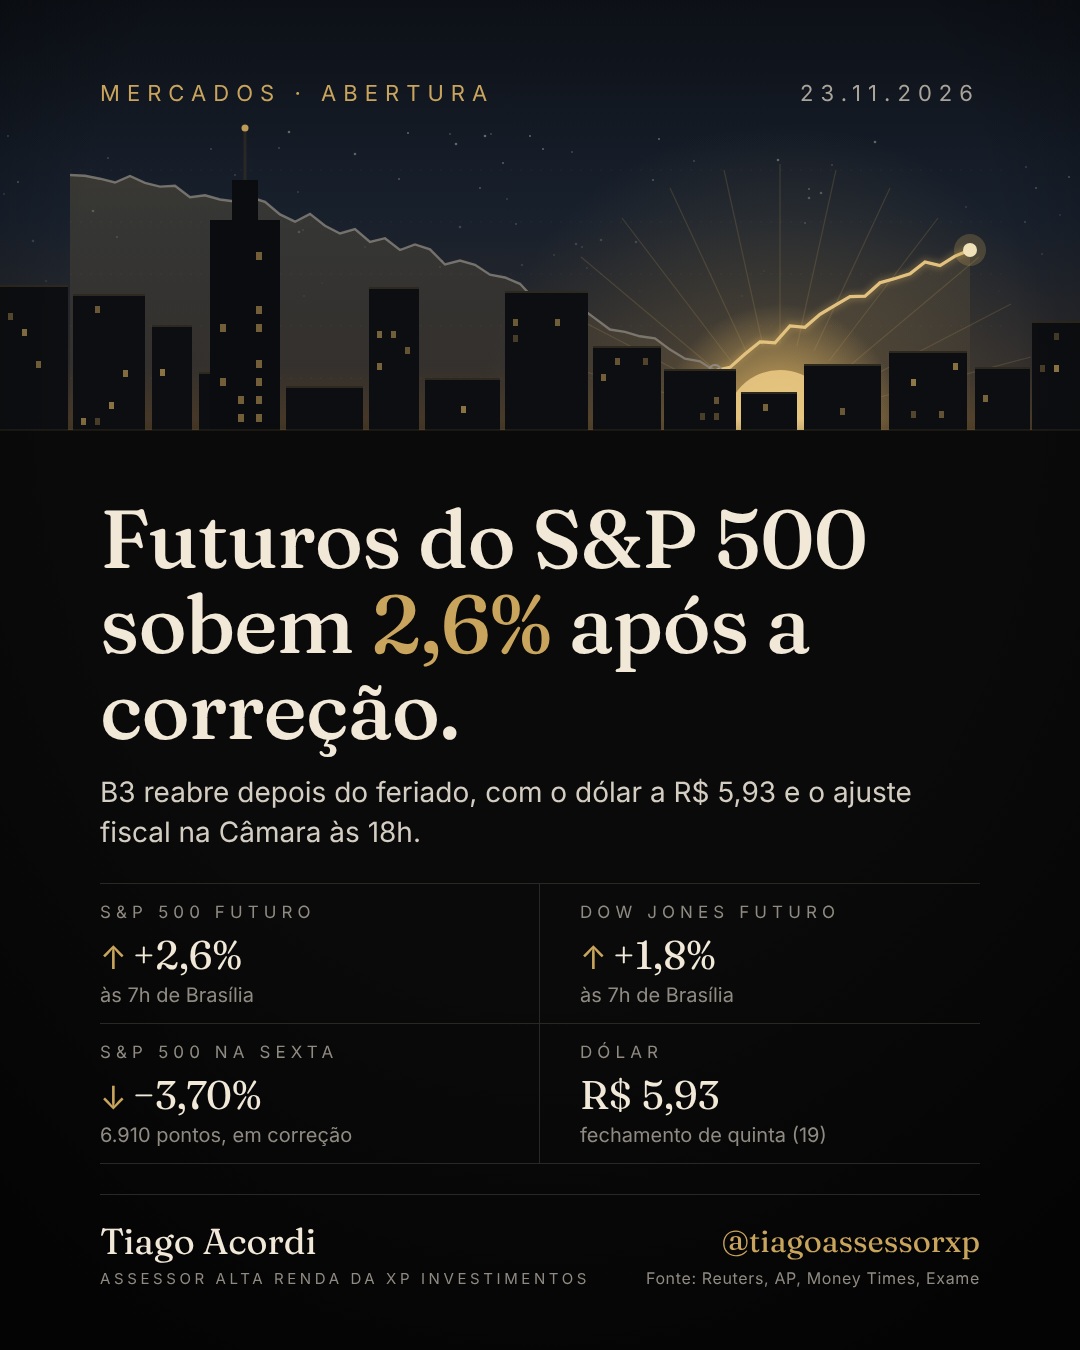 MERCADOS · ABERTURA
23.11.2026
Futuros do S&P 500
sobem 2,6% após a
correção.
B3 reabre depois do feriado, com o dólar a R$ 5,93 e o ajuste
fiscal na Câmara às 18h.
S&P 500 FUTURO
↑ +2,6%
às 7h de Brasília
DOW JONES FUTURO
↑ +1,8%
às 7h de Brasília
S&P 500 NA SEXTA
↓ −3,70%
6.910 pontos, em correção
DÓLAR
R$ 5,93
fechamento de quinta (19)
Tiago Acordi
ASSESSOR ALTA RENDA DA XP INVESTIMENTOS
@tiagoassessorxp
Fonte: Reuters, AP, Money Times, Exame